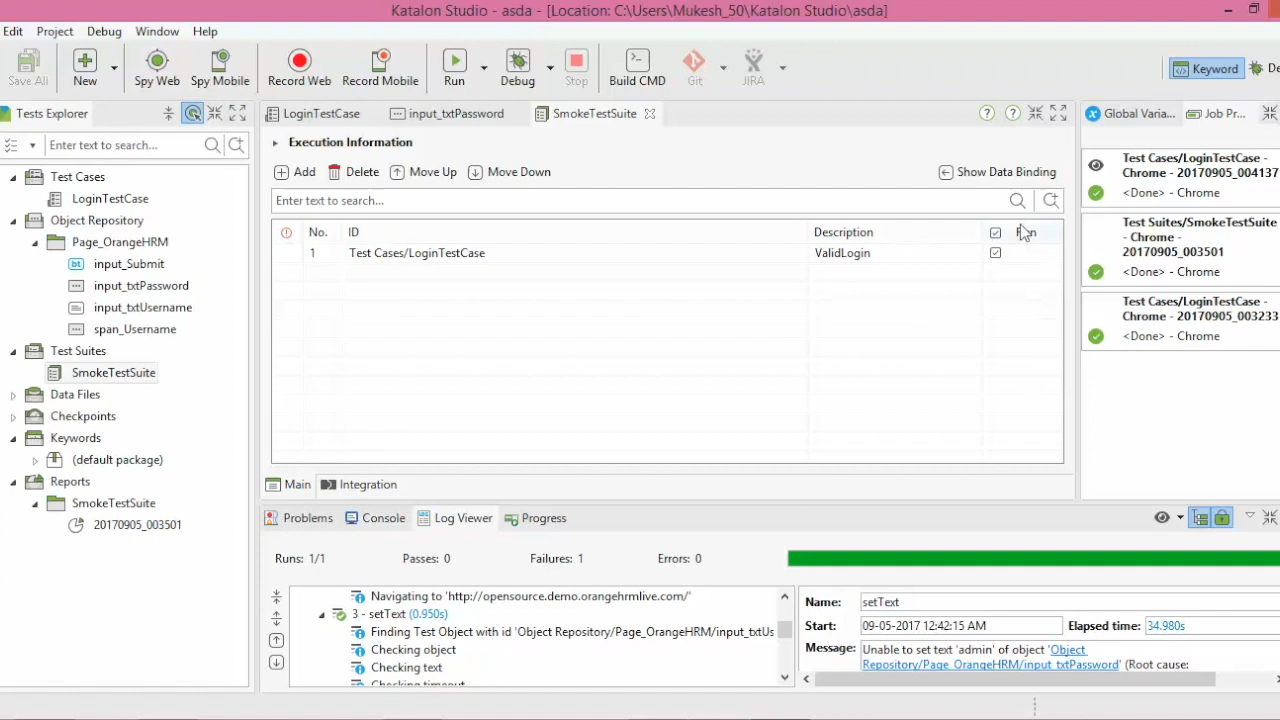 Katalon Studio - asda - [Location: C:\Users\Mukesh_50\Katalon Studio\asda]
Edit Project Debug Window Help
Save All New Spy Web Spy Mobile Record Web Record Mobile Run Debug Stop Build CMD Git JIRA Keyword De
Tests Explorer
Enter text to search...
Test Cases
LoginTestCase
Object Repository
Page_OrangeHRM
input_Submit
input_txtPassword
input_txtUsername
span_Username
Test Suites
SmokeTestSuite
Data Files
Checkpoints
Keywords
(default package)
Reports
SmokeTestSuite
20170905_003501
LoginTestCase input_txtPassword SmokeTestSuite
Execution Information
Add Delete Move Up Move Down Show Data Binding
Enter text to search...
No. ID Description
1 Test Cases/LoginTestCase ValidLogin
Main Integration
Global Varia... Job Pr...
Test Cases/LoginTestCase -
Chrome - 20170905_004137
<Done> - Chrome
Test Suites/SmokeTestSuite
- Chrome -
20170905_003501
<Done> - Chrome
Test Cases/LoginTestCase -
Chrome - 20170905_003233
<Done> - Chrome
Problems Console Log Viewer Progress
Runs: 1/1 Passes: 0 Failures: 1 Errors: 0
Navigating to 'http://opensource.demo.orangehrmlive.com/'
3 - setText (0.950s)
Finding Test Object with id 'Object Repository/Page_OrangeHRM/input_txtUs
Checking object
Checking text
Checking timeout
Name: setText
Start: 09-05-2017 12:42:15 AM Elapsed time: 34.980s
Message: Unable to set text 'admin' of object 'Object
Repository/Page_OrangeHRM/input_txtPassword' (Root cause: